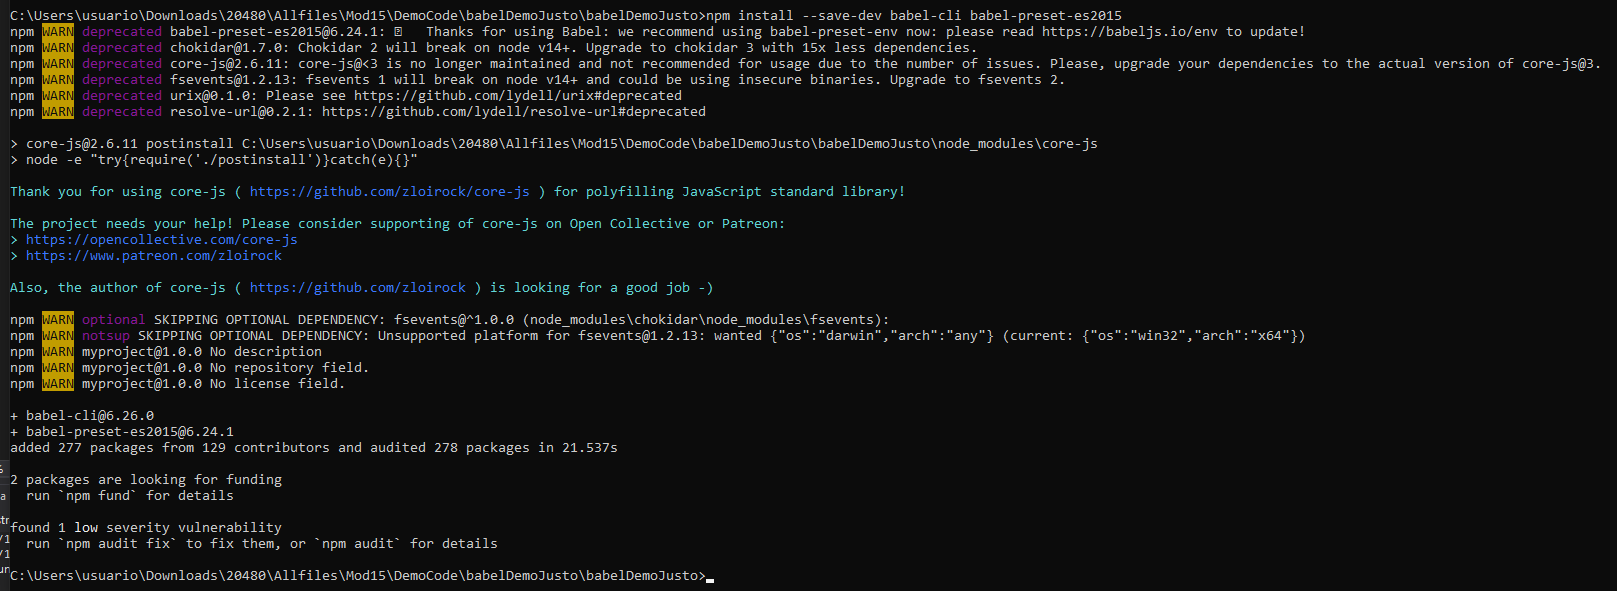 C:\Users\usuario\Downloads\20480\Allfiles\Mod15\DemoCode\babelDemoJusto\babelDemoJusto>npm install --save-dev babel-cli babel-preset-es2015
npm WARN deprecated babel-preset-es2015@6.24.1: Thanks for using Babel: we recommend using babel-preset-env now: please read https://babeljs.io/env to update!
npm WARN deprecated chokidar@1.7.0: Chokidar 2 will break on node v14+. Upgrade to chokidar 3 with 15x less dependencies.
npm WARN deprecated core-js@2.6.11: core-js@<3 is no longer maintained and not recommended for usage due to the number of issues. Please, upgrade your dependencies to the actual version of core-js@3.
npm WARN deprecated fsevents@1.2.13: fsevents 1 will break on node v14+ and could be using insecure binaries. Upgrade to fsevents 2.
npm WARN deprecated urix@0.1.0: Please see https://github.com/lydell/urix#deprecated
npm WARN deprecated resolve-url@0.2.1: https://github.com/lydell/resolve-url#deprecated
> core-js@2.6.11 postinstall C:\Users\usuario\Downloads\20480\Allfiles\Mod15\DemoCode\babelDemoJusto\babelDemoJusto\node_modules\core-js
> node -e "try{require('./postinstall')}catch(e){}"
Thank you for using core-js ( https://github.com/zloirock/core-js ) for polyfilling JavaScript standard library!
The project needs your help! Please consider supporting of core-js on Open Collective or Patreon:
> https://opencollective.com/core-js
> https://www.patreon.com/zloirock
Also, the author of core-js ( https://github.com/zloirock ) is looking for a good job -)
npm WARN optional SKIPPING OPTIONAL DEPENDENCY: fsevents@^1.0.0 (node_modules\chokidar\node_modules\fsevents):
npm WARN notsup SKIPPING OPTIONAL DEPENDENCY: Unsupported platform for fsevents@1.2.13: wanted {"os":"darwin","arch":"any"} (current: {"os":"win32","arch":"x64"})
npm WARN myproject@1.0.0 No description
npm WARN myproject@1.0.0 No repository field.
npm WARN myproject@1.0.0 No license field.
+ babel-cli@6.26.0
+ babel-preset-es2015@6.24.1
added 277 packages from 129 contributors and audited 278 packages in 21.537s
2 packages are looking for funding
run `npm fund` for details
found 1 low severity vulnerability
run `npm audit fix` to fix them, or `npm audit` for details
C:\Users\usuario\Downloads\20480\Allfiles\Mod15\DemoCode\babelDemoJusto\babelDemoJusto>